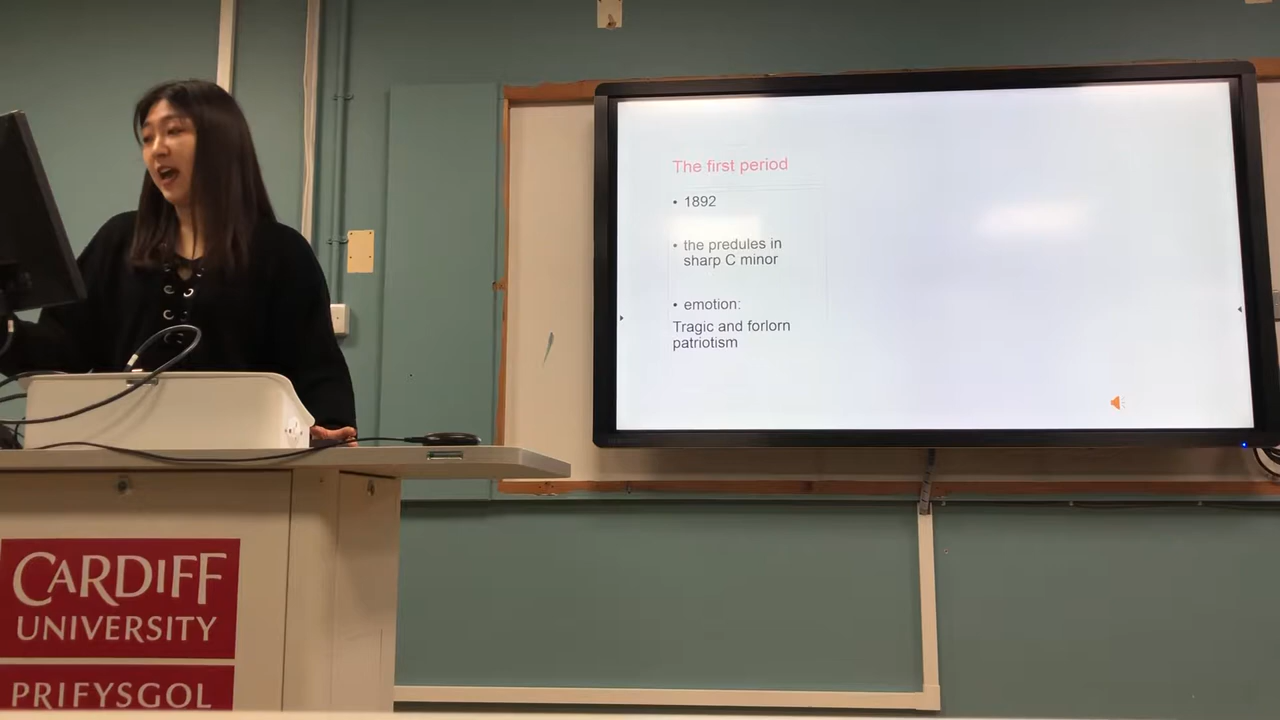 The first period
• 1892
• the predules in
sharp C minor
• emotion:
Tragic and forlorn
patriotism
CARDIFF
UNIVERSITY
PRIFYSGOL